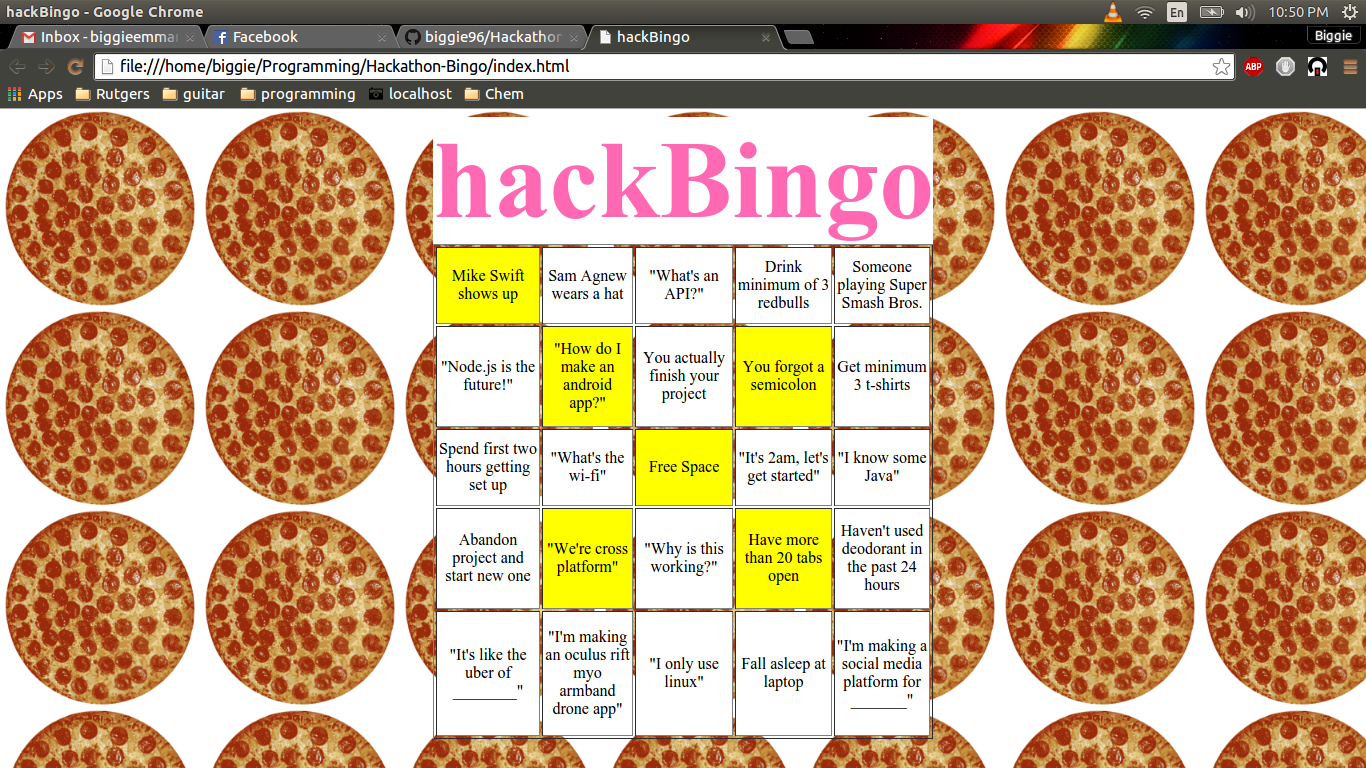 hackBingo - Google Chrome
En
10:50 PM
Inbox - biggieemmar
Facebook
biggie96/Hackathor
hackBingo
Biggie
file:///home/biggie/Programming/Hackathon-Bingo/index.html
ABP
Apps
Rutgers
guitar
programming
localhost
Chem
hackBingo
Mike Swift
shows up
Sam Agnew
wears a hat
"What's an
API?"
Drink
minimum of 3
redbulls
Someone
playing Super
Smash Bros.
"Node.js is the
future!"
"How do I
make an
android
app?"
You actually
finish your
project
You forgot a
semicolon
Get minimum
3 t-shirts
Spend first two
hours getting
set up
"What's the
wi-fi"
Free Space
"It's 2am, let's
get started"
"I know some
Java"
Abandon
project and
start new one
"We're cross
platform"
"Why is this
working?"
Have more
than 20 tabs
open
Haven't used
deodorant in
the past 24
hours
"It's like the
uber of
________"
"I'm making
an oculus rift
myo
armband
drone app"
"I only use
linux"
Fall asleep at
laptop
"I'm making a
social media
platform for
_______"